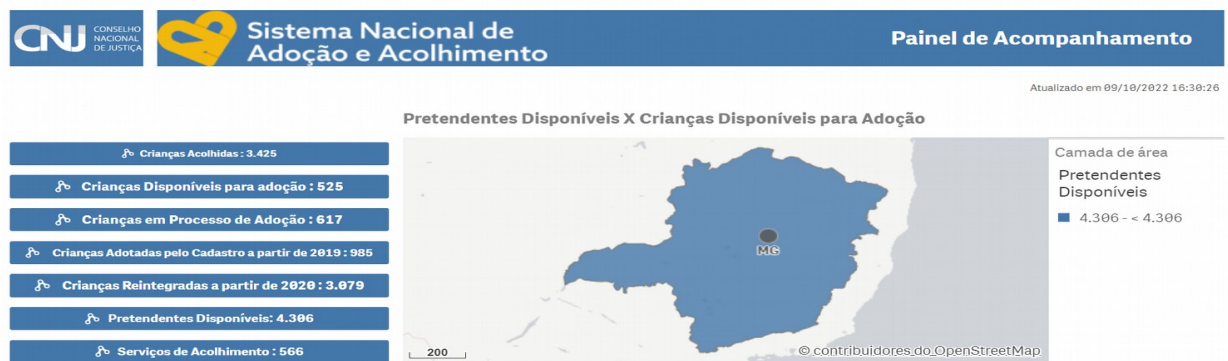 CNJ
CONSELHO
NACIONAL
DE JUSTIÇA
Sistema Nacional de
Adoção e Acolhimento
Painel de Acompanhamento
Atualizado em 09/10/2022 16:30:26
Pretendentes Disponíveis X Crianças Disponíveis para Adoção
Crianças Acolhidas : 3.425
Crianças Disponíveis para adoção : 525
Crianças em Processo de Adoção : 617
Crianças Adotadas pelo Cadastro a partir de 2019 : 985
Crianças Reintegradas a partir de 2020 : 3.079
Pretendentes Disponíveis: 4.306
Serviços de Acolhimento : 566
MG
200
© contribuidores do OpenStreetMap
Camada de área
Pretendentes
Disponíveis
4.306 - < 4.306